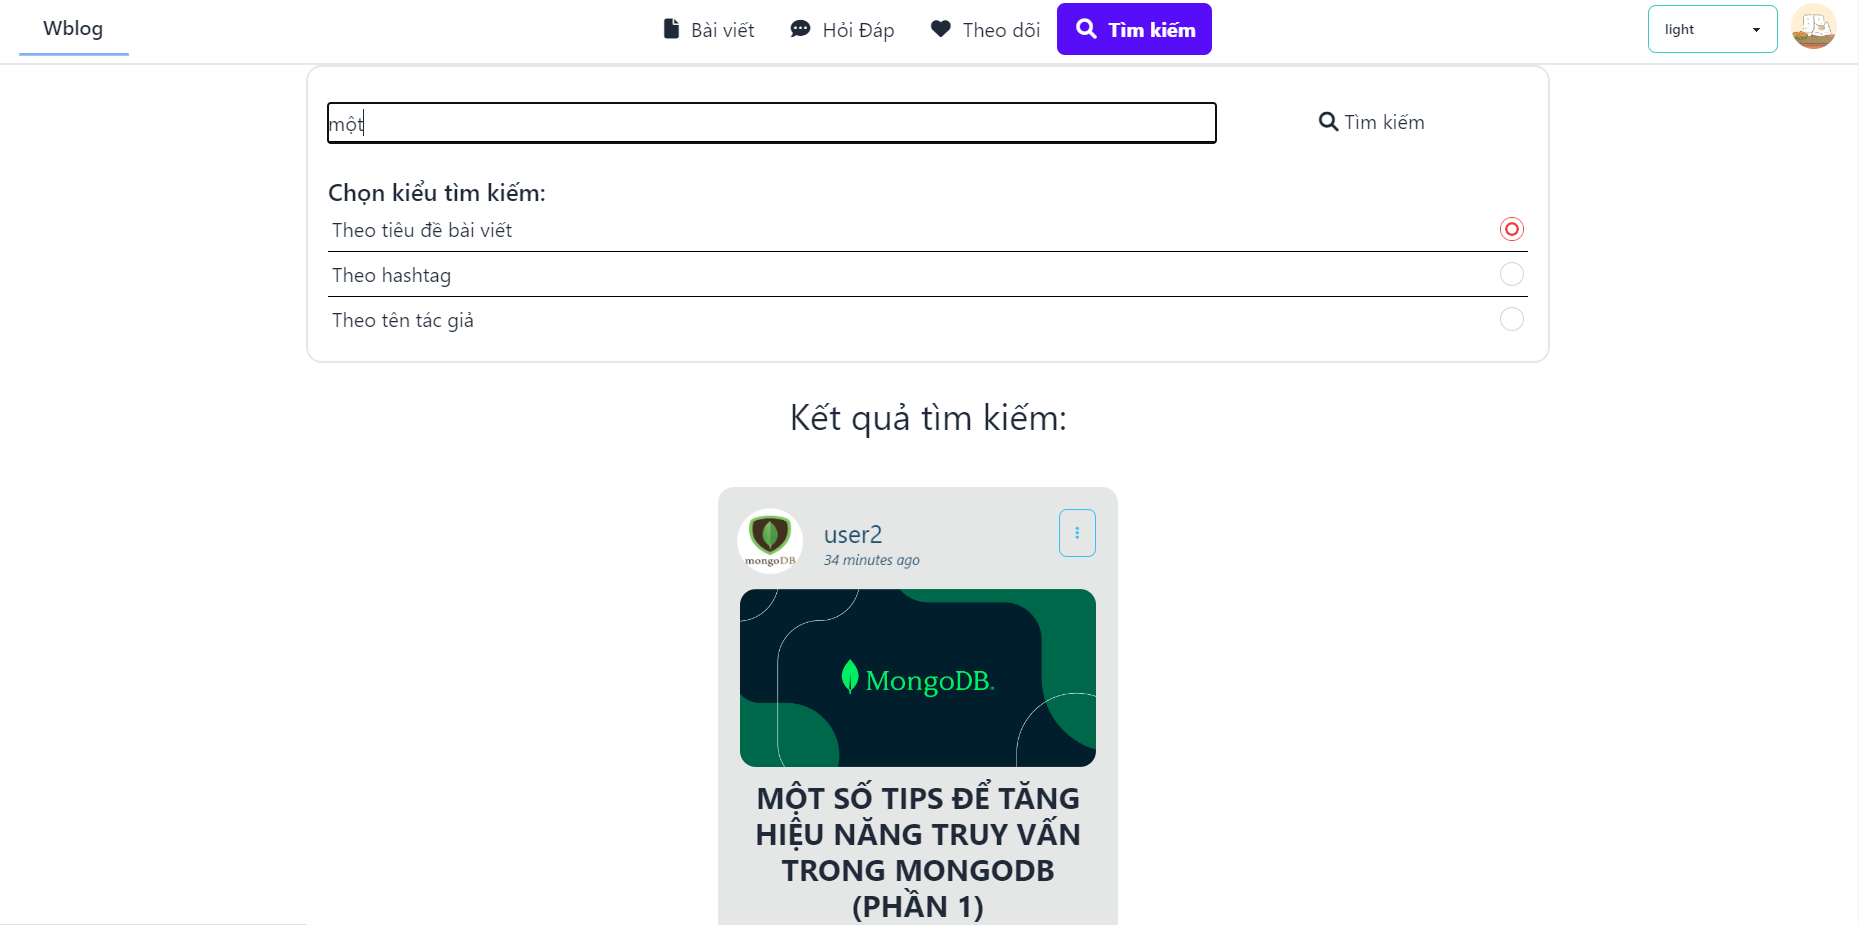 Wblog
Bài viết
Hỏi Đáp
Theo dõi
Tìm kiếm
light
một
Tìm kiếm
Chọn kiểu tìm kiếm:
Theo tiêu đề bài viết
Theo hashtag
Theo tên tác giả
Kết quả tìm kiếm:
mongoDB
user2
34 minutes ago
MongoDB.
MỘT SỐ TIPS ĐỂ TĂNG
HIỆU NĂNG TRUY VẤN
TRONG MONGODB
(PHẦN 1)